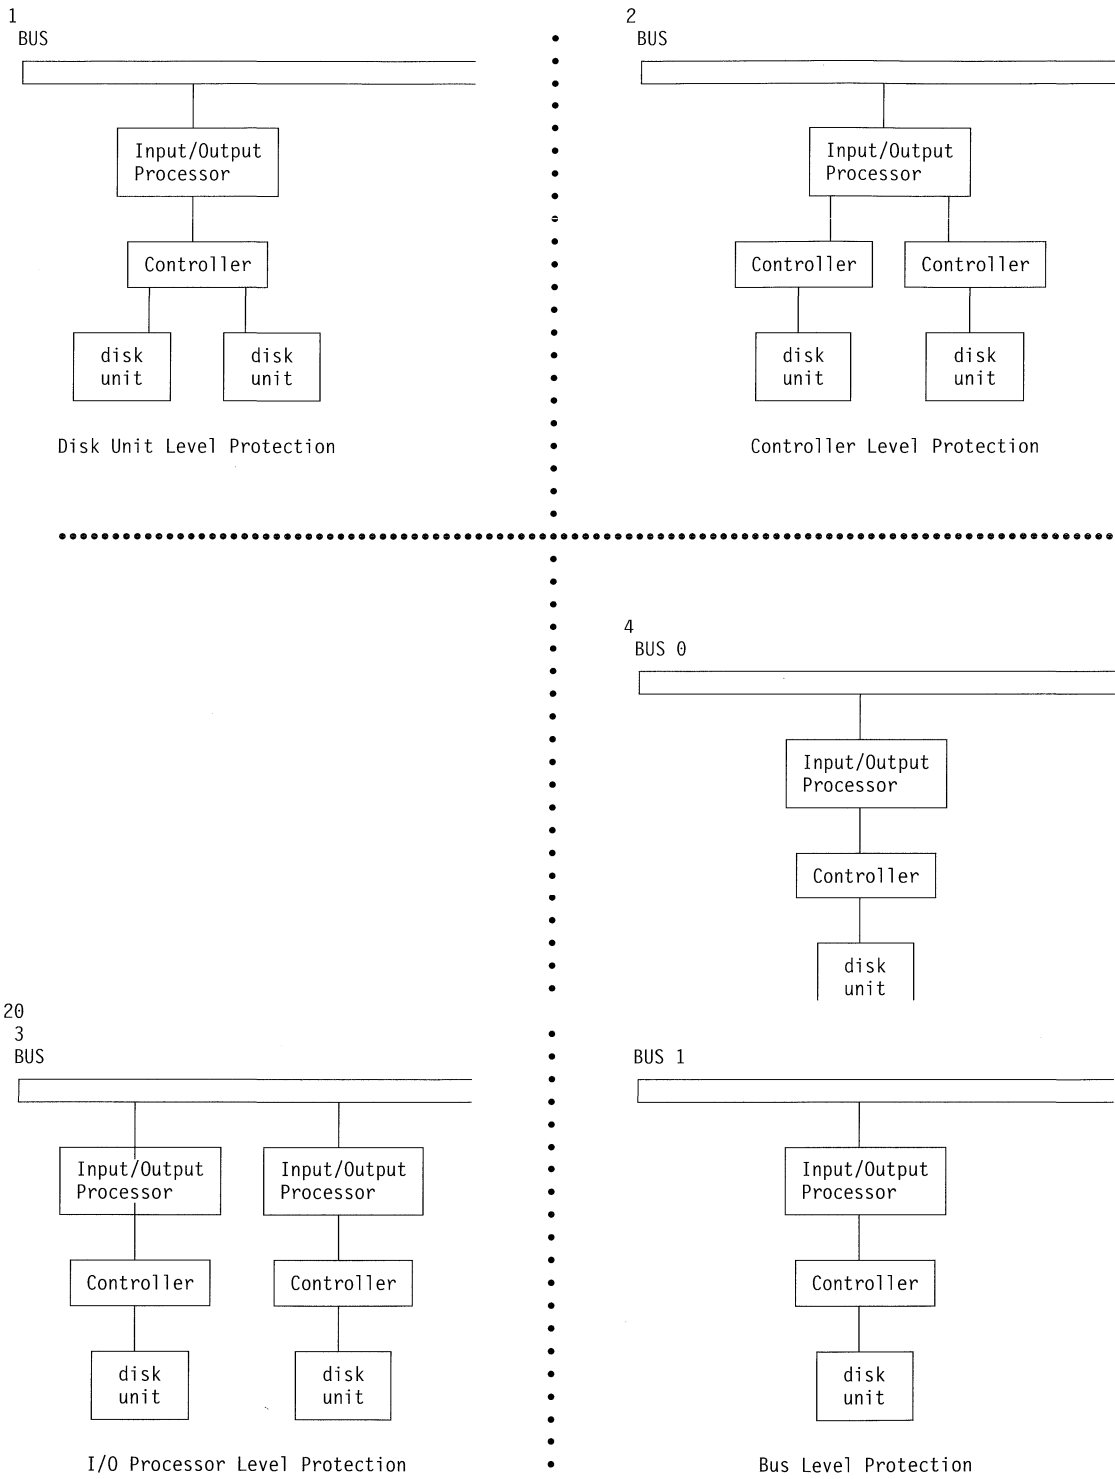 1
BUS
Input/Output
Processor
Controller
disk
unit
disk
unit
Disk Unit Level Protection
2
BUS
Input/Output
Processor
Controller
Controller
disk
unit
disk
unit
Controller Level Protection
4
BUS 0
Input/Output
Processor
Controller
disk
unit
20
3
BUS
Input/Output
Processor
Input/Output
Processor
Controller
Controller
disk
unit
disk
unit
I/O Processor Level Protection
BUS 1
Input/Output
Processor
Controller
disk
unit
Bus Level Protection